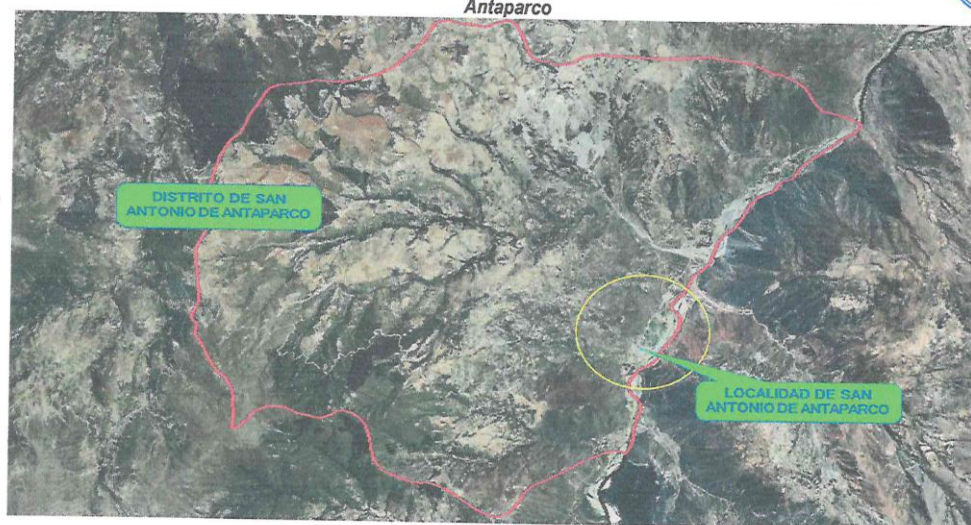 Antaparco
DISTRITO DE SAN
ANTONIO DE ANTAPARCO
LOCALIDAD DE SAN
ANTONIO DE ANTAPARCO